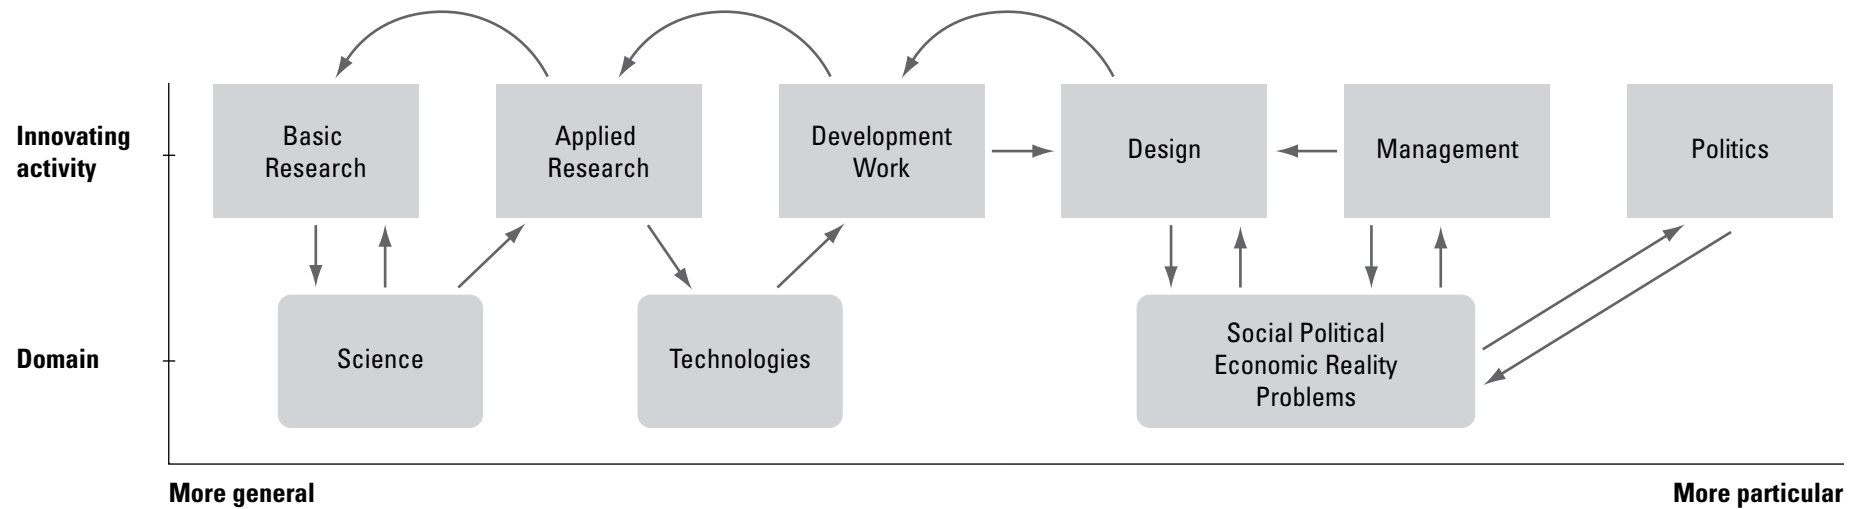 Innovating
activity
Basic
Research
Applied
Research
Development
Work
Design
Management
Politics
Domain
Science
Technologies
Social Political
Economic Reality
Problems
More general
More particular